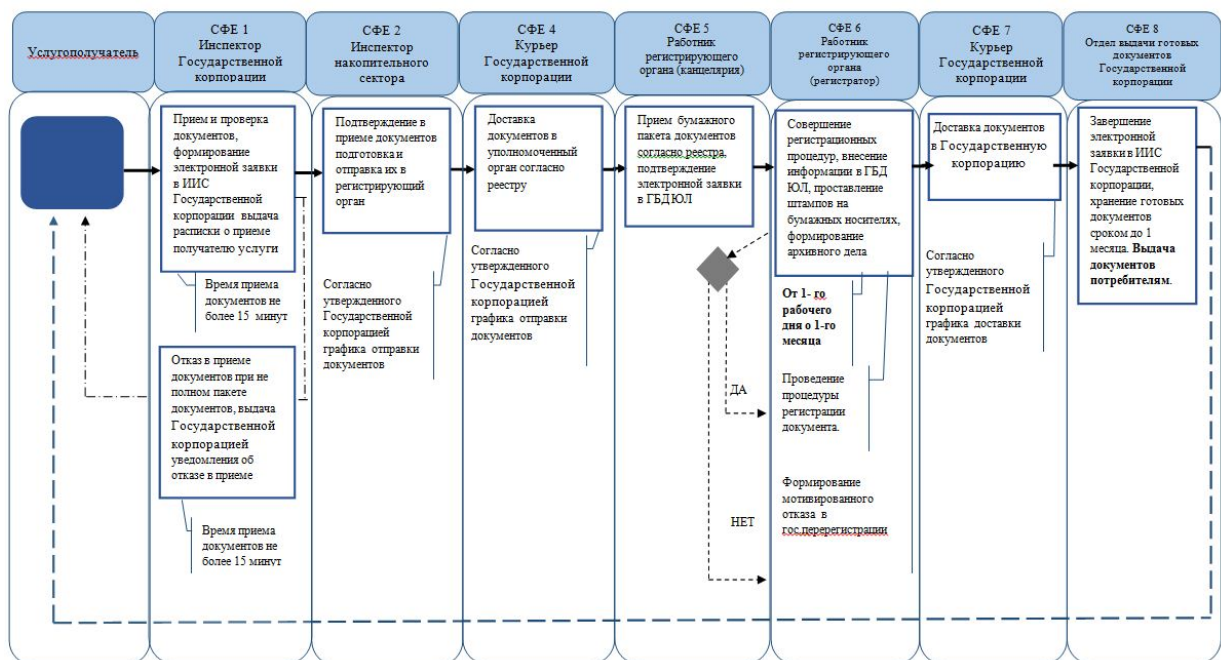 Услугополучатель
СФЕ 1
Инспектор
Государственной
корпорации
СФЕ 2
Инспектор
накопительного
сектора
СФЕ 4
Курьер
Государственной
корпорации
СФЕ 5
Работник
регистрирующего
органа (канцелярия)
СФЕ 6
Работник
регистрирующего
органа
(регистратор)
СФЕ 7
Курьер
Государственной
корпорации
СФЕ 8
Отдел выдачи готовых
документов
Государственной
корпорации
Прием и проверка
документов,
формирование
электронной заявки
в ИИС
Государственной
корпорации выдача
расписки о приеме
получателю услуги
Время приема
документов не
более 15 минут
Отказ в приеме
документов при не
полном пакете
документов, выдача
Государственной
корпорацией
уведомления об
отказе в приеме
Время приема
документов не
более 15 минут
Подтверждение в
приеме документов
подготовка и
отправка их в
регистрирующий
орган
Согласно
утвержденного
Государственной
корпорацией
графика отправки
документов
Доставка
документов в
уполномоченный
орган согласно
реестру
Согласно
утвержденного
Государственной
корпорацией
графика отправки
документов
Прием бумажного
пакета документов
согласно реестра,
подтверждение
электронной заявки
в ГБД ЮЛ
ДА
НЕТ
Совершение
регистрационных
процедур, внесение
информации в ГБД
ЮЛ, проставление
штампов на
бумажных носителях,
формирование
архивного дела
От 1- го
рабочего
дня о 1-го
месяца
Проведение
процедуры
регистрации
документа.
Формирование
мотивированного
отказа в
гос.перерегистрации
Доставка документов
в Государственную
корпорацию
Согласно
утвержденного
Государственной
корпорацией
графика доставки
документов
Завершение
электронной
заявки в ИИС
Государственной
корпорации,
хранение готовых
документов
сроком до 1
месяца. Выдача
документов
потребителям.